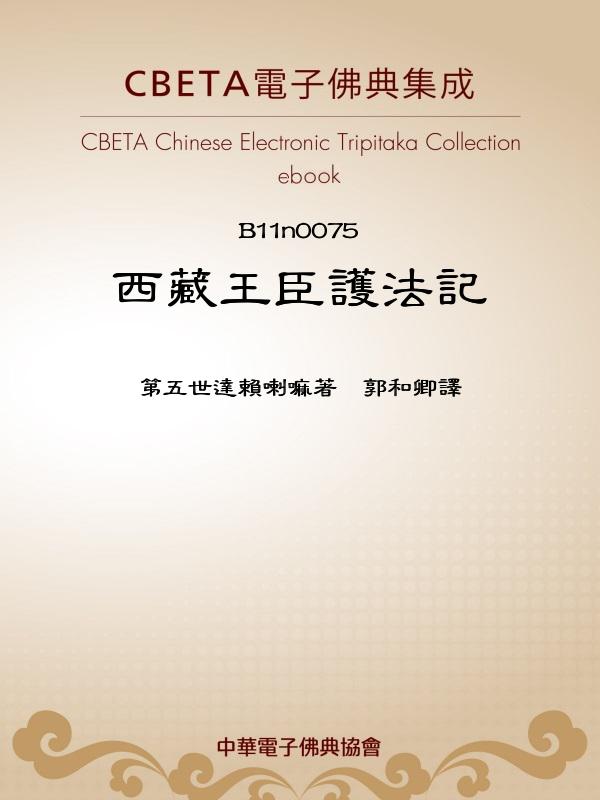 CBETA電子佛典集成
CBETA Chinese Electronic Tripitaka Collection
ebook
B11n0075
西藏王臣護法記
第五世達賴喇嘛著　郭和卿譯
中華電子佛典協會